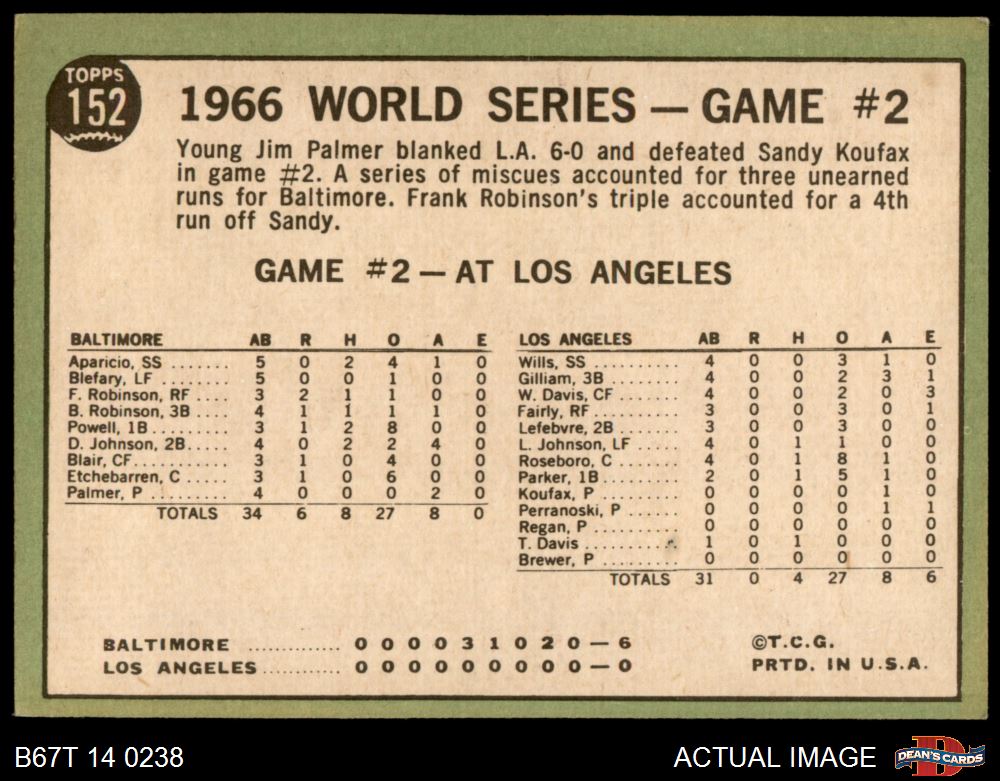 TOPPS
152
1966 WORLD SERIES — GAME #2
Young Jim Palmer blanked L.A. 6-0 and defeated Sandy Koufax
in game #2. A series of miscues accounted for three unearned
runs for Baltimore. Frank Robinson's triple accounted for a 4th
run off Sandy.
GAME #2 — AT LOS ANGELES
BALTIMORE AB R H O A E
Aparicio, SS ....... 5 0 2 4 1 0
Blefary, LF ........ 5 0 0 1 0 0
F. Robinson, RF .... 3 2 1 1 0 0
B. Robinson, 3B .... 4 1 1 1 1 0
Powell, 1B ......... 3 1 2 8 0 0
D. Johnson, 2B ..... 4 0 2 2 4 0
Blair, CF .......... 3 1 0 4 0 0
Etchebarren, C ..... 3 1 0 6 0 0
Palmer, P .......... 4 0 0 0 2 0
TOTALS 34 6 8 27 8 0
LOS ANGELES AB R H O A E
Wills, SS .......... 4 0 0 3 1 0
Gilliam, 3B ........ 4 0 0 2 3 1
W. Davis, CF ....... 4 0 0 2 0 3
Fairly, RF ......... 3 0 0 3 0 1
Lefebvre, 2B ....... 3 0 0 3 0 0
L. Johnson, LF ..... 4 0 1 1 0 0
Roseboro, C ........ 4 0 1 8 1 0
Parker, 1B ......... 2 0 1 5 1 0
Koufax, P .......... 0 0 0 0 1 0
Perranoski, P ...... 0 0 0 0 1 1
Regan, P ........... 0 0 0 0 0 0
T. Davis ........... 1 0 1 0 0 0
Brewer, P .......... 0 0 0 0 0 0
TOTALS 31 0 4 27 8 6
BALTIMORE ............. 0 0 0 0 3 1 0 2 0 — 6
LOS ANGELES ........... 0 0 0 0 0 0 0 0 0 — 0
©T.C.G.
PRTD. IN U.S.A.
B67T 14 0238
ACTUAL IMAGE
D
DEAN'S CARDS